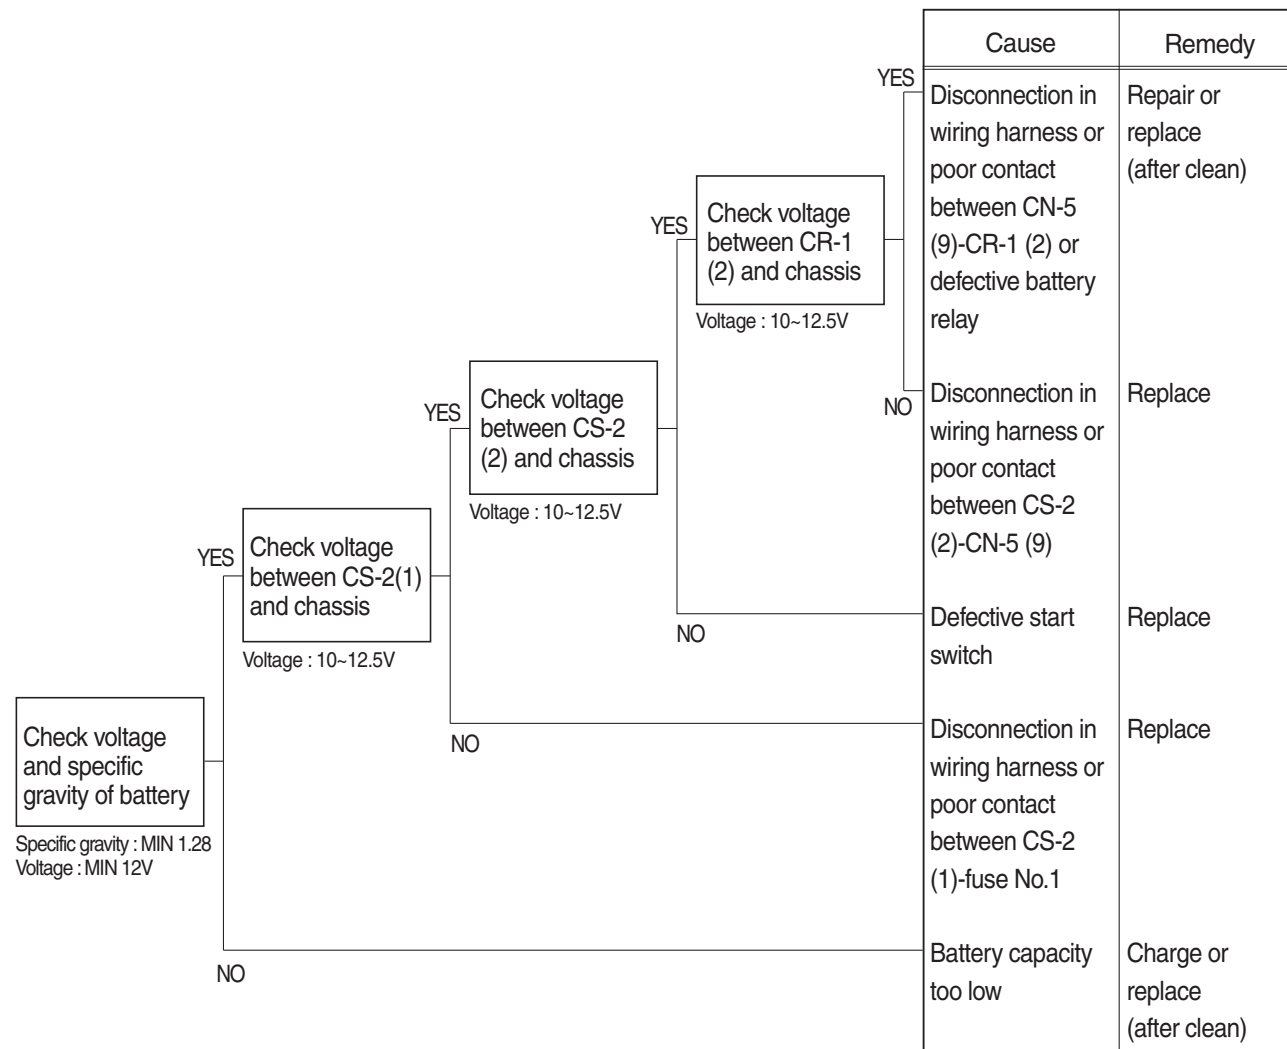 Cause
Remedy
YES
Disconnection in
wiring harness or
poor contact
between CN-5
(9)-CR-1 (2) or
defective battery
relay
Repair or
replace
(after clean)
YES
Check voltage
between CR-1
(2) and chassis
Voltage : 10~12.5V
NO
Disconnection in
wiring harness or
poor contact
between CS-2
(2)-CN-5 (9)
Replace
YES
Check voltage
between CS-2
(2) and chassis
Voltage : 10~12.5V
NO
Defective start
switch
Replace
YES
Check voltage
between CS-2(1)
and chassis
Voltage : 10~12.5V
NO
Disconnection in
wiring harness or
poor contact
between CS-2
(1)-fuse No.1
Replace
Check voltage
and specific
gravity of battery
Specific gravity : MIN 1.28
Voltage : MIN 12V
NO
Battery capacity
too low
Charge or
replace
(after clean)